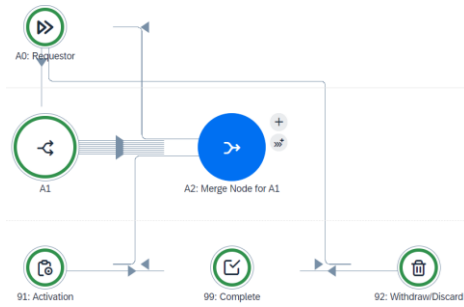 A0: Requestor
A1
A2: Merge Node for A1
91: Activation
99: Complete
92: Withdraw/Discard